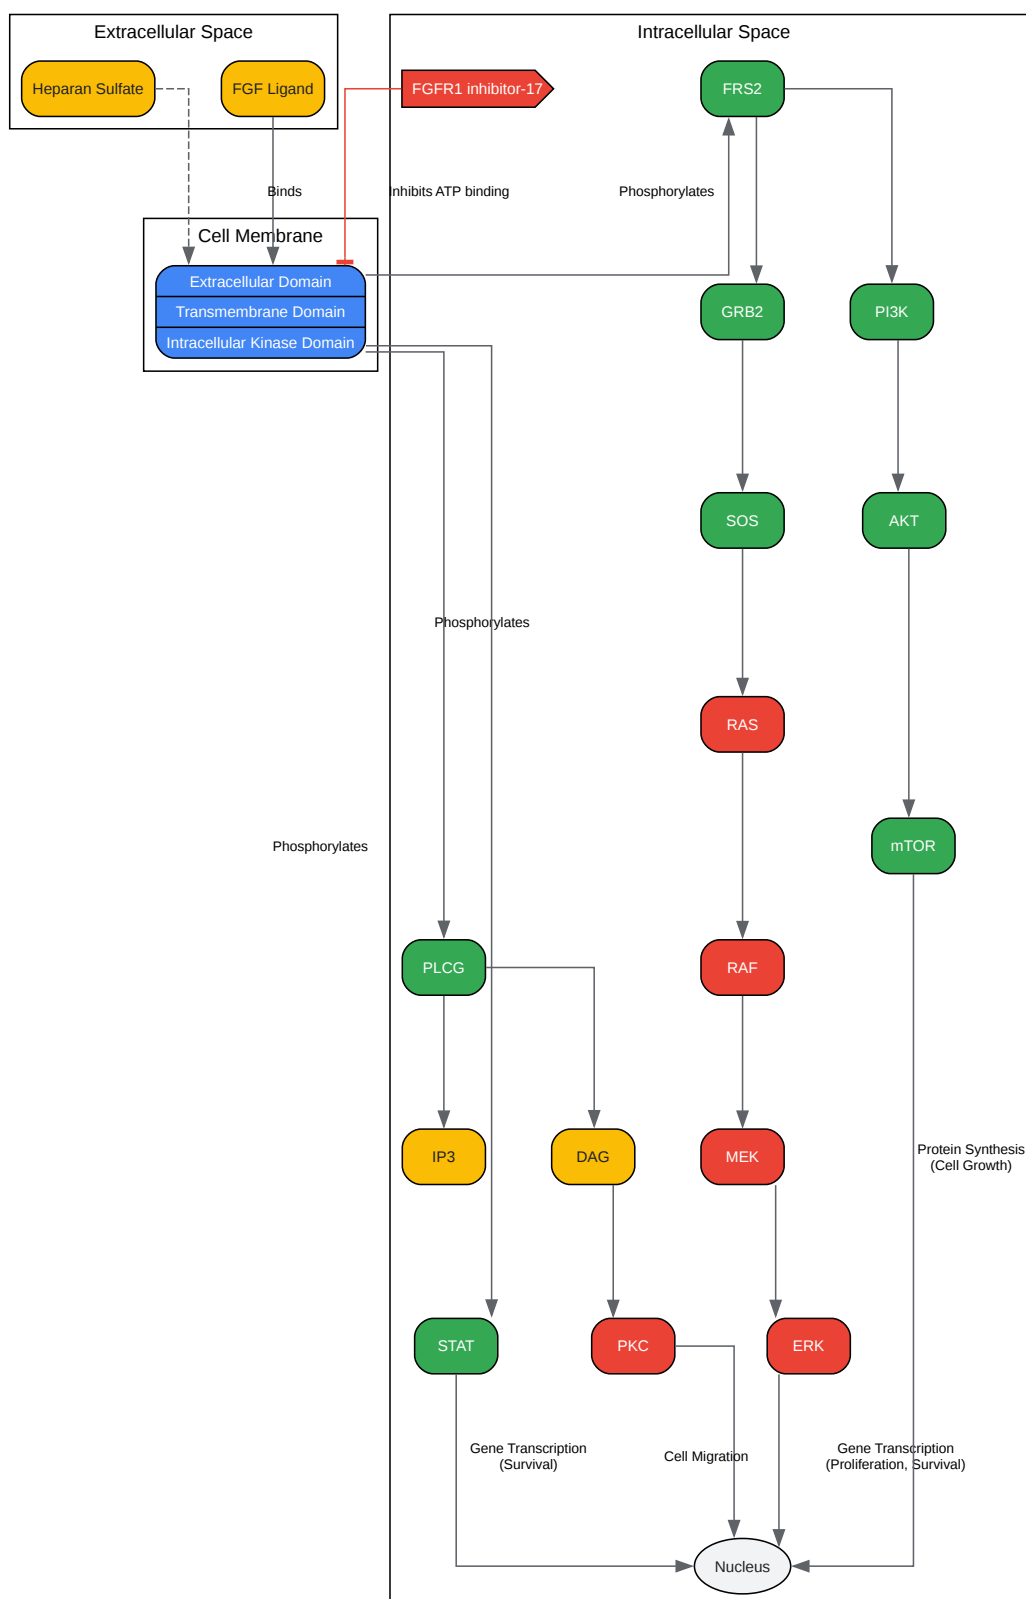 Extracellular Space
Intracellular Space
Heparan Sulfate
FGF Ligand
FGFR1 inhibitor-17
FRS2
Binds
Inhibits ATP binding
Phosphorylates
Cell Membrane
Extracellular Domain
Transmembrane Domain
Intracellular Kinase Domain
GRB2
PI3K
SOS
AKT
Phosphorylates
RAS
Phosphorylates
mTOR
PLCG
RAF
IP3
DAG
MEK
Protein Synthesis
(Cell Growth)
STAT
PKC
ERK
Gene Transcription
(Survival)
Cell Migration
Gene Transcription
(Proliferation, Survival)
Nucleus